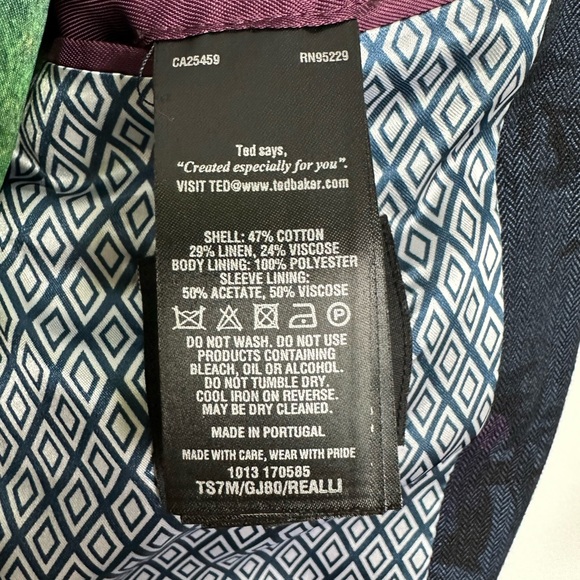 CA25459 RN95229
Ted says,
"Created especially for you".
VISIT TED@www.tedbaker.com
SHELL: 47% COTTON
29% LINEN, 24% VISCOSE
BODY LINING: 100% POLYESTER
SLEEVE LINING:
50% ACETATE, 50% VISCOSE
P
DO NOT WASH. DO NOT USE
PRODUCTS CONTAINING
BLEACH, OIL OR ALCOHOL.
DO NOT TUMBLE DRY.
COOL IRON ON REVERSE.
MAY BE DRY CLEANED.
MADE IN PORTUGAL
MADE WITH CARE, WEAR WITH PRIDE
1013 170585
TS7M/GJ80/REALLI